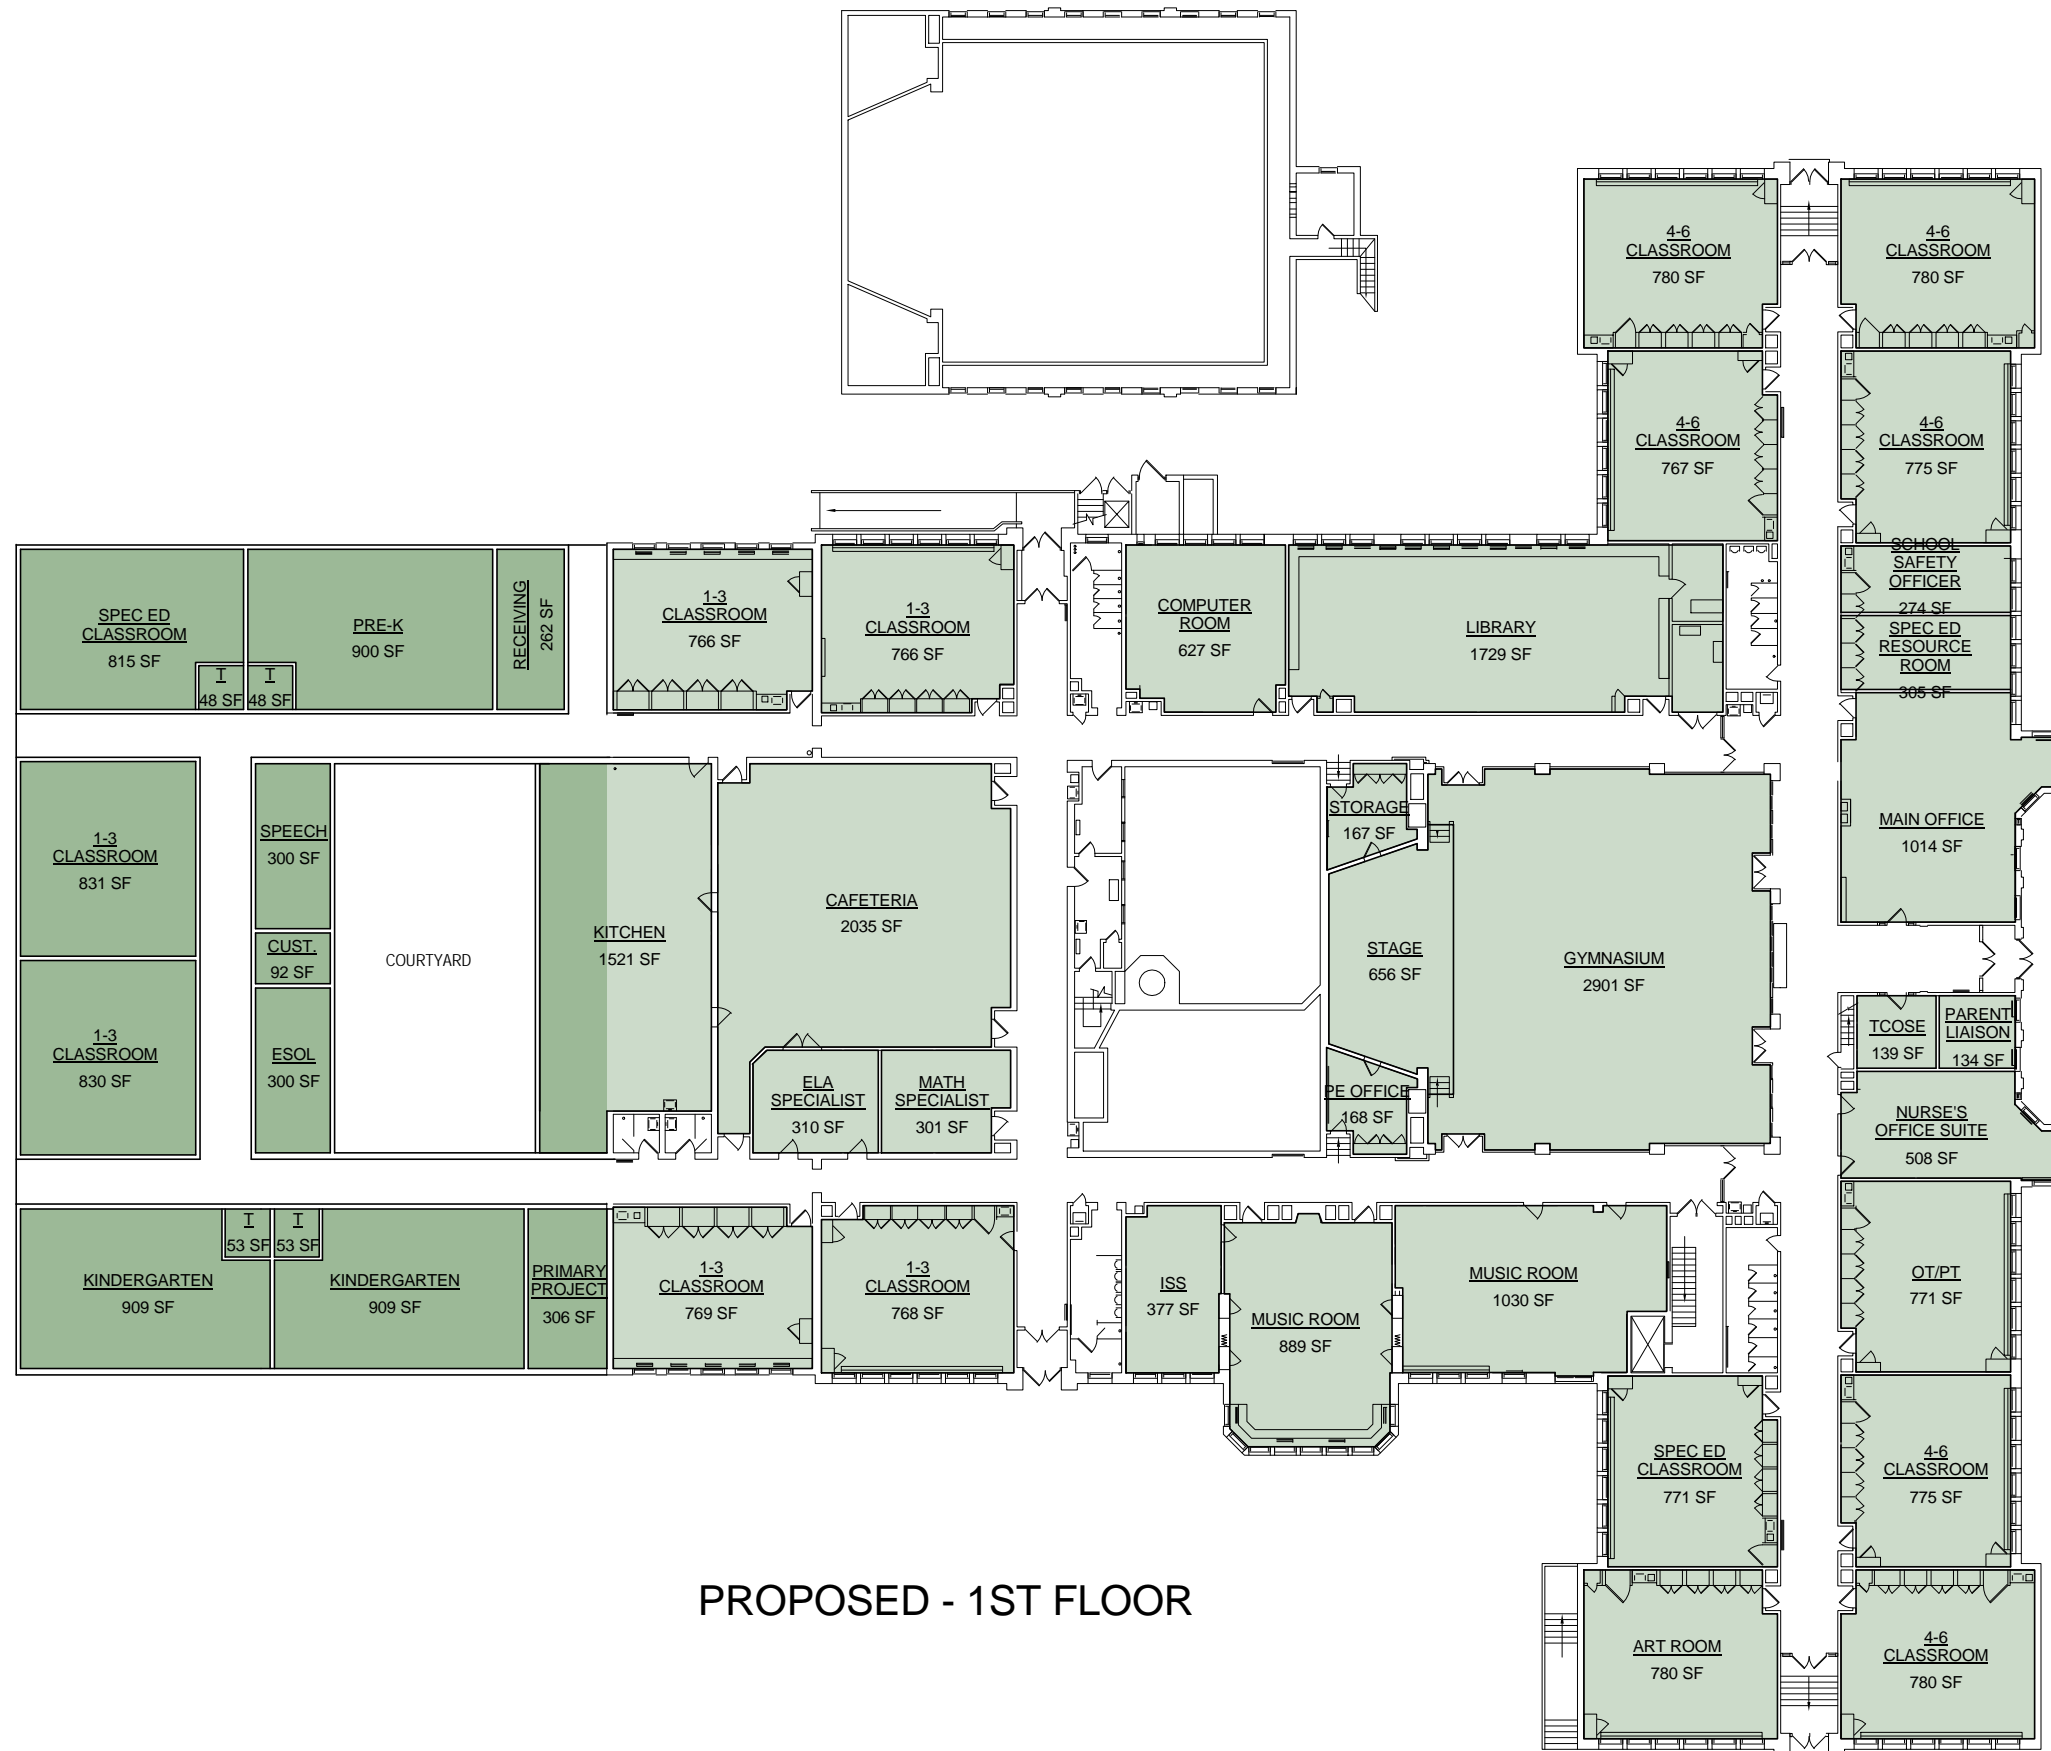 4-6
CLASSROOM
780 SF
4-6
CLASSROOM
780 SF
4-6
CLASSROOM
767 SF
4-6
CLASSROOM
775 SF
SPEC ED
CLASSROOM
815 SF
T
48 SF
T
48 SF
PRE-K
900 SF
RECEIVING
262 SF
1-3
CLASSROOM
766 SF
1-3
CLASSROOM
766 SF
COMPUTER
ROOM
627 SF
LIBRARY
1729 SF
SCHOOL
SAFETY
OFFICER
274 SF
SPEC ED
RESOURCE
ROOM
305 SF
1-3
CLASSROOM
831 SF
SPEECH
300 SF
CUST.
92 SF
COURTYARD
KITCHEN
1521 SF
CAFETERIA
2035 SF
STORAGE
167 SF
STAGE
656 SF
GYMNASIUM
2901 SF
MAIN OFFICE
1014 SF
1-3
CLASSROOM
830 SF
ESOL
300 SF
ELA
SPECIALIST
310 SF
MATH
SPECIALIST
301 SF
PE OFFICE
168 SF
TCOSE
139 SF
PARENT
LIAISON
134 SF
NURSE'S
OFFICE SUITE
508 SF
T
53 SF
T
53 SF
KINDERGARTEN
909 SF
KINDERGARTEN
909 SF
PRIMARY
PROJECT
306 SF
1-3
CLASSROOM
769 SF
1-3
CLASSROOM
768 SF
ISS
377 SF
MUSIC ROOM
889 SF
MUSIC ROOM
1030 SF
OT/PT
771 SF
SPEC ED
CLASSROOM
771 SF
4-6
CLASSROOM
775 SF
PROPOSED - 1ST FLOOR
ART ROOM
780 SF
4-6
CLASSROOM
780 SF